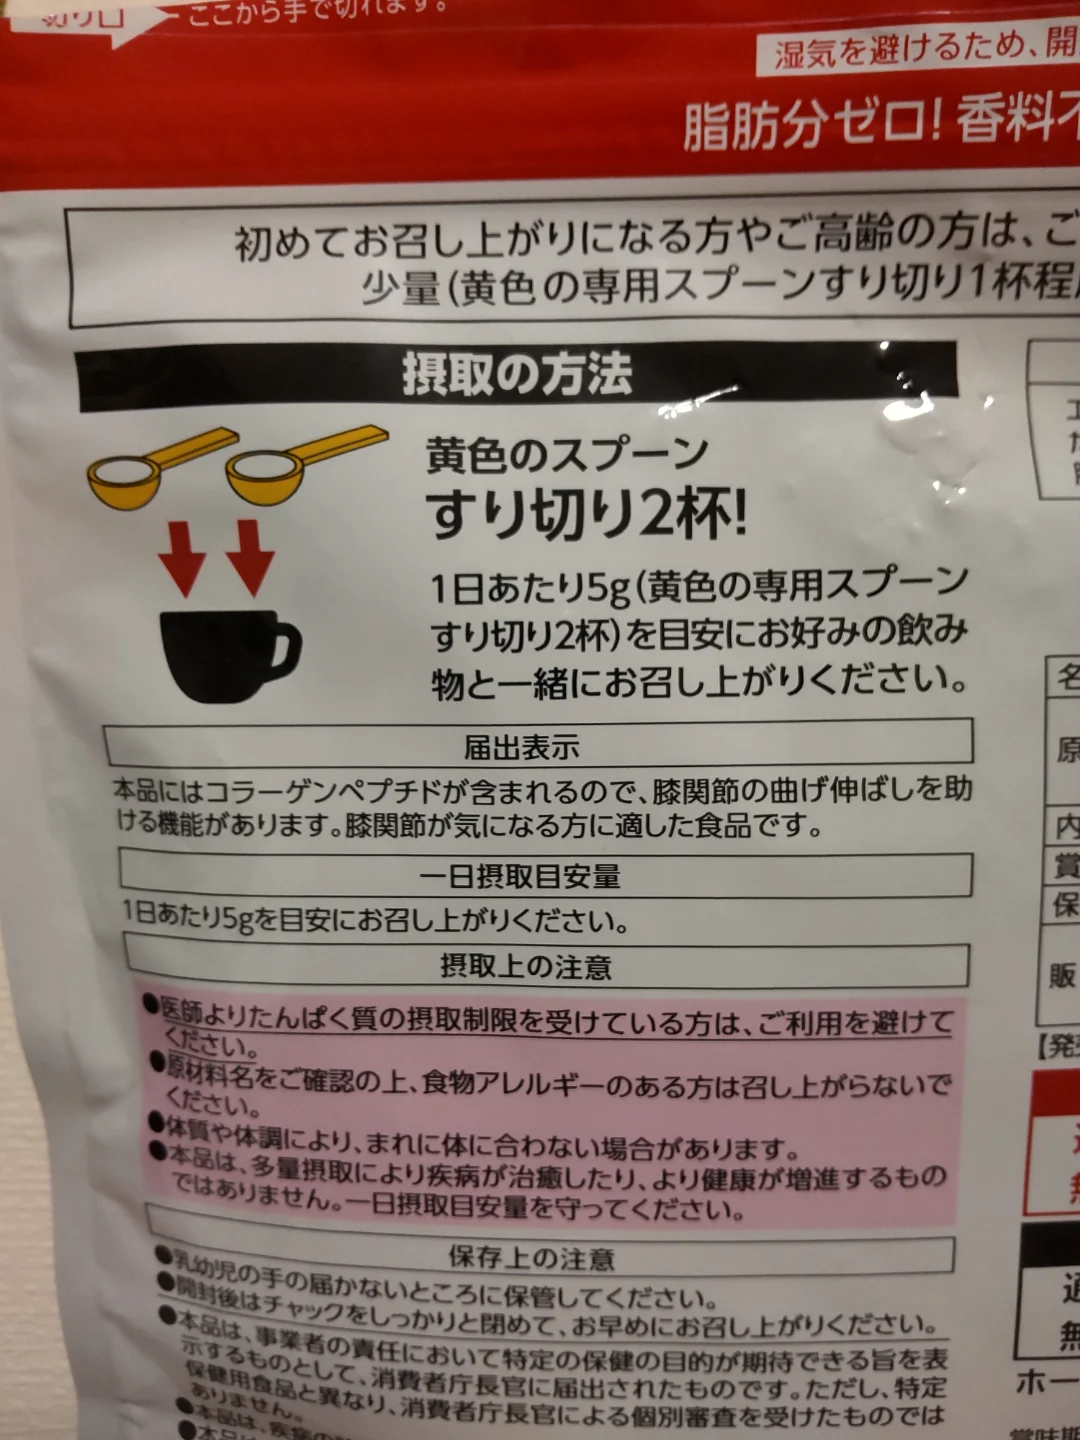 切り口
ここから手で切れます。
湿気を避けるため、開
脂肪分ゼロ! 香料不
初めてお召し上がりになる方やご高齢の方は、ご
少量(黄色の専用スプーンすり切り1杯程
摂取の方法
黄色のスプーン
すり切り2杯!
1日あたり5g(黄色の専用スプーン
すり切り2杯)を目安にお好みの飲み
物と一緒にお召し上がりください。
届出表示
本品にはコラーゲンペプチドが含まれるので、膝関節の曲げ伸ばしを助
ける機能があります。膝関節が気になる方に適した食品です。
一日摂取目安量
1日あたり5gを目安にお召し上がりください。
摂取上の注意
●医師よりたんぱく質の摂取制限を受けている方は、ご利用を避けて
ください。
●原材料名をご確認の上、食物アレルギーのある方は召し上がらないで
ください。
●体質や体調により、まれに体に合わない場合があります。
●本品は、多量摂取により疾病が治癒したり、より健康が増進するもの
ではありません。一日摂取目安量を守ってください。
保存上の注意
●乳幼児の手の届かないところに保管してください。
●開封後はチャックをしっかりと閉めて、お早めにお召し上がりください。
●本品は、事業者の責任において特定の保健の目的が期待できる旨を表
示するものとして、消費者庁長官に届出されたものです。ただし、特定
保健用食品と異なり、消費者庁長官による個別審査を受けたものでは
ありません。
●本品は、疾病の
●本品
名
原
内
賞
保
販
【発売
ホー
賞味期